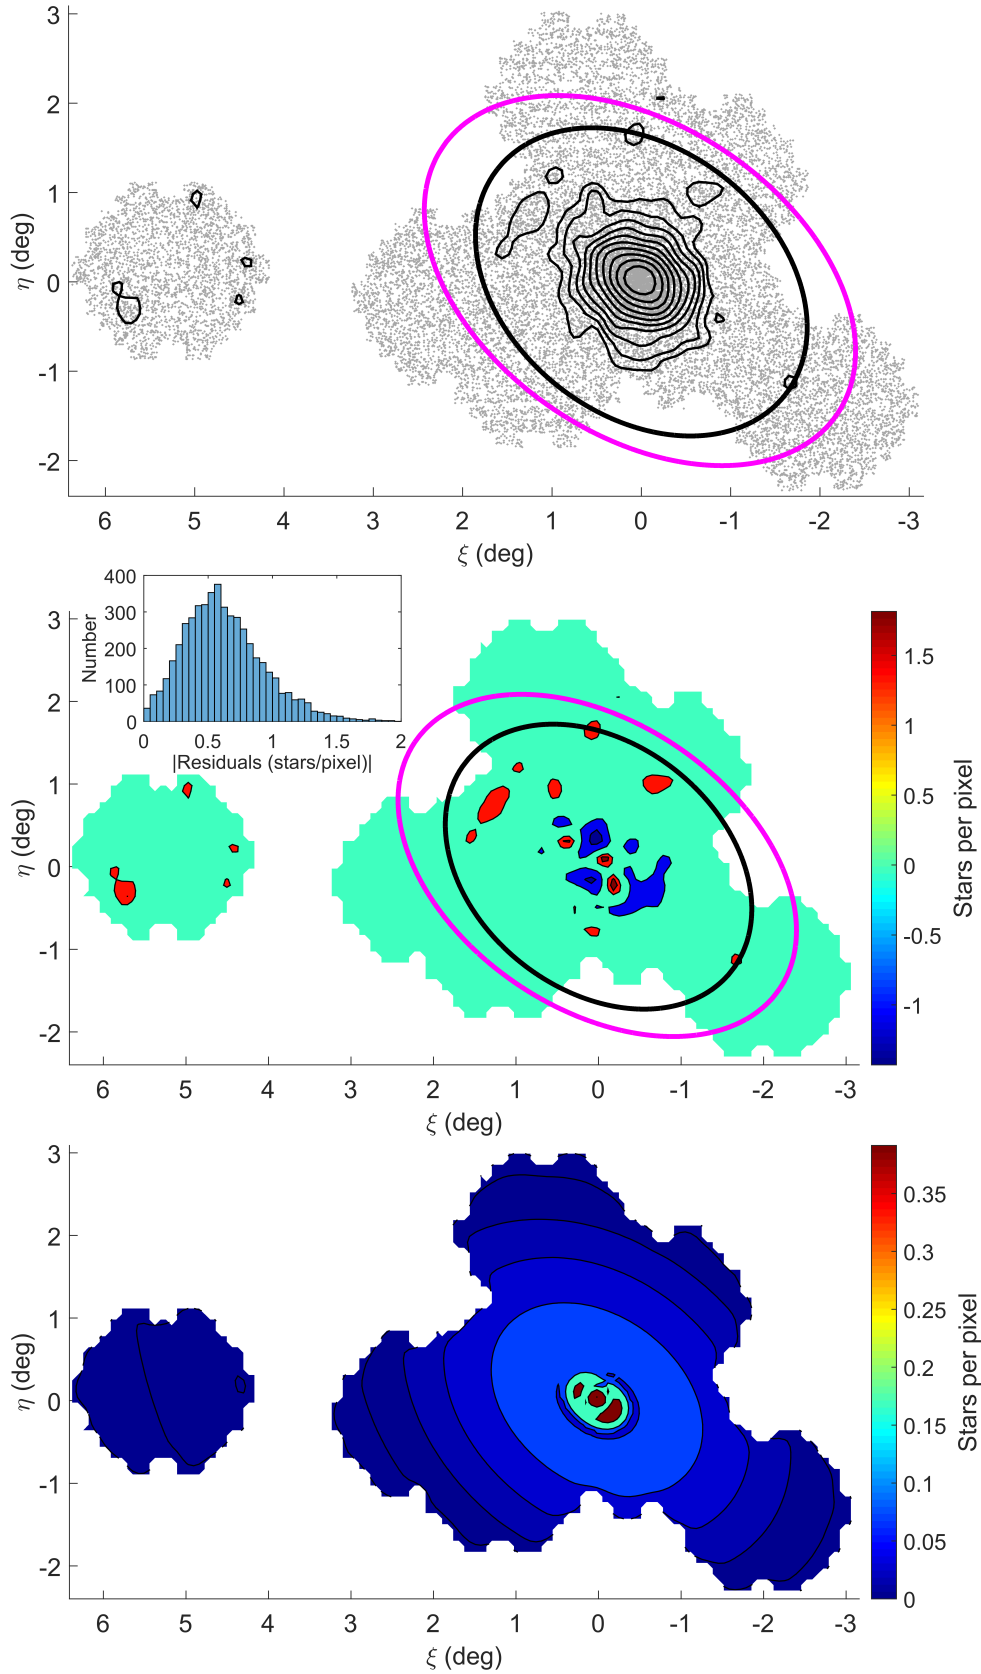 3
2
1
0
-1
-2
η (deg)
6 5 4 3 2 1 0 -1 -2 -3
ξ (deg)
400
300
200
100
0
Number
0 0.5 1 1.5 2
|Residuals (stars/pixel)|
3
2
1
0
-1
-2
η (deg)
6 5 4 3 2 1 0 -1 -2 -3
ξ (deg)
1.5
1
0.5
0
-0.5
-1
Stars per pixel
3
2
1
0
-1
-2
η (deg)
6 5 4 3 2 1 0 -1 -2 -3
ξ (deg)
0.35
0.3
0.25
0.2
0.15
0.1
0.05
0
Stars per pixel